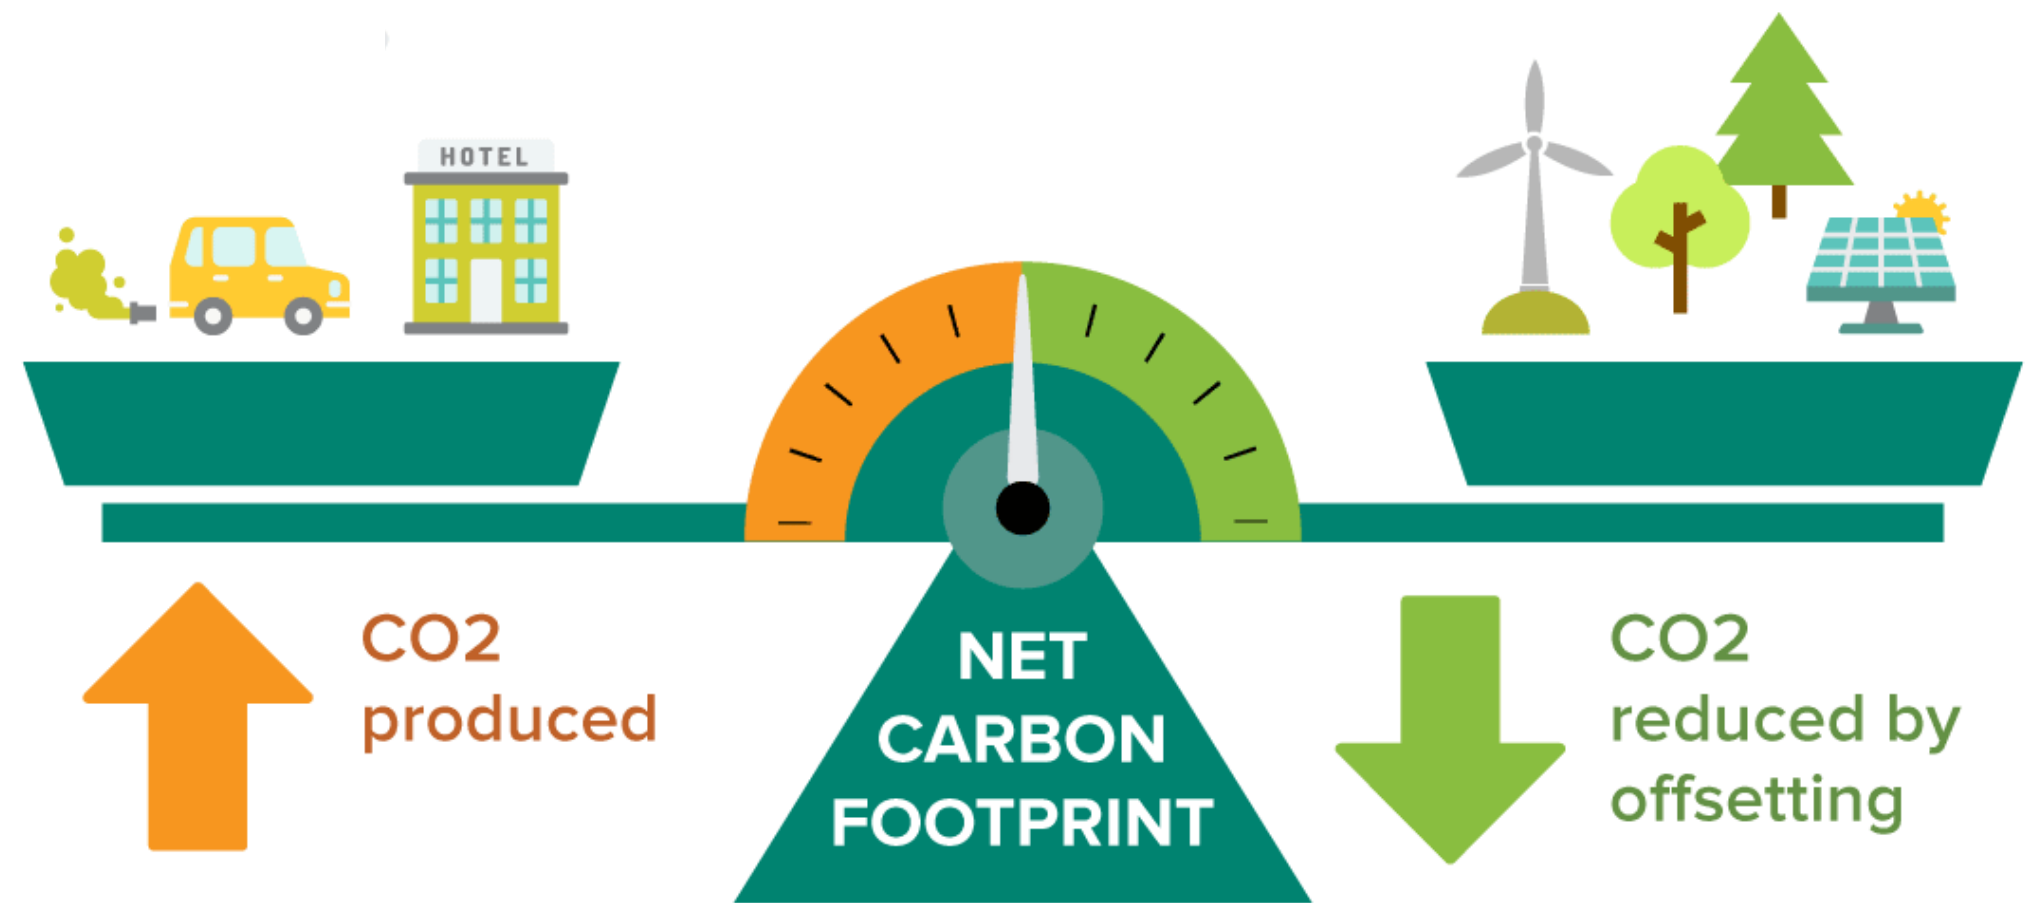 HOTEL
CO2
produced
NET
CARBON
FOOTPRINT
CO2
reduced by
offsetting